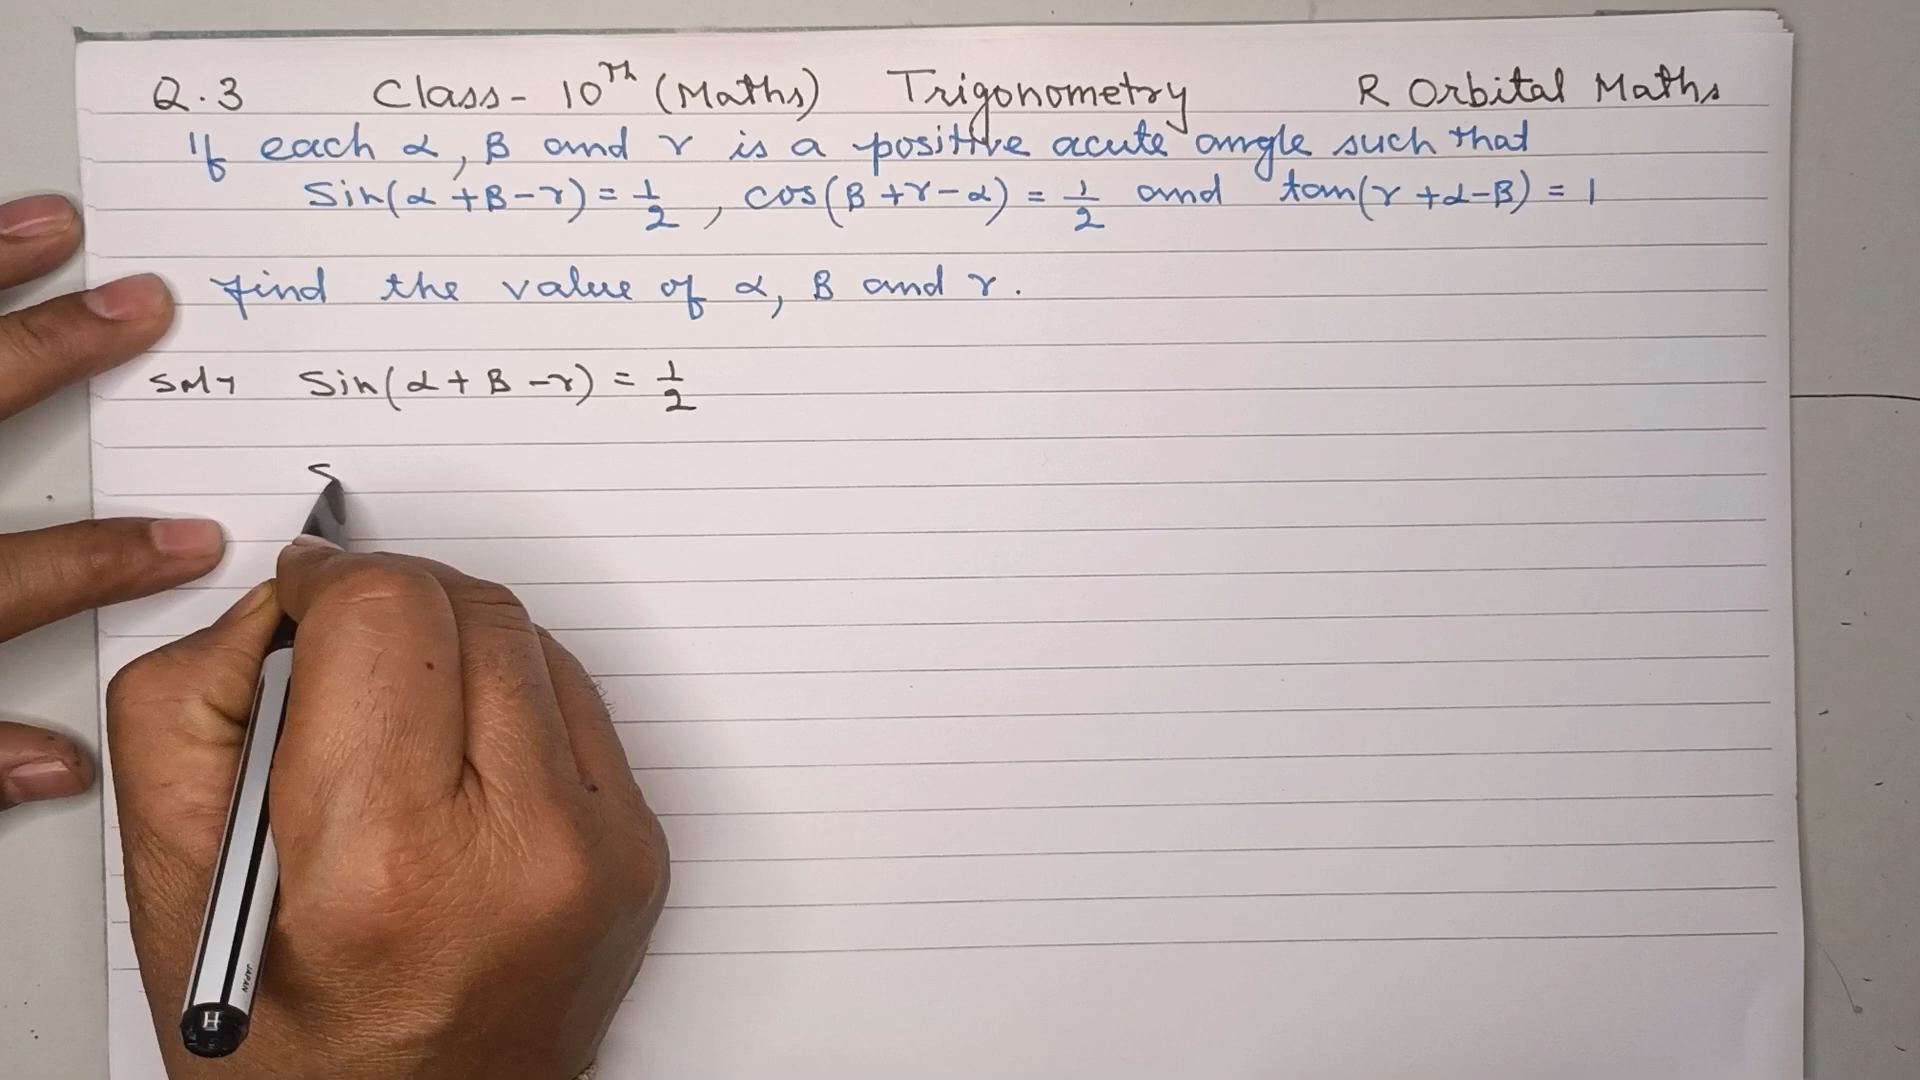 Q.3 Class- 10th (Maths) Trigonometry R Orbital Maths
If each α, β and γ is a positive acute angle such that
Sin(α + β - γ) = 1/2, cos(β + γ - α) = 1/2 and tan(γ + α - β) = 1
find the value of α, β and γ.
Sin(α + β - γ) = 1/2
S
JAPAN
H